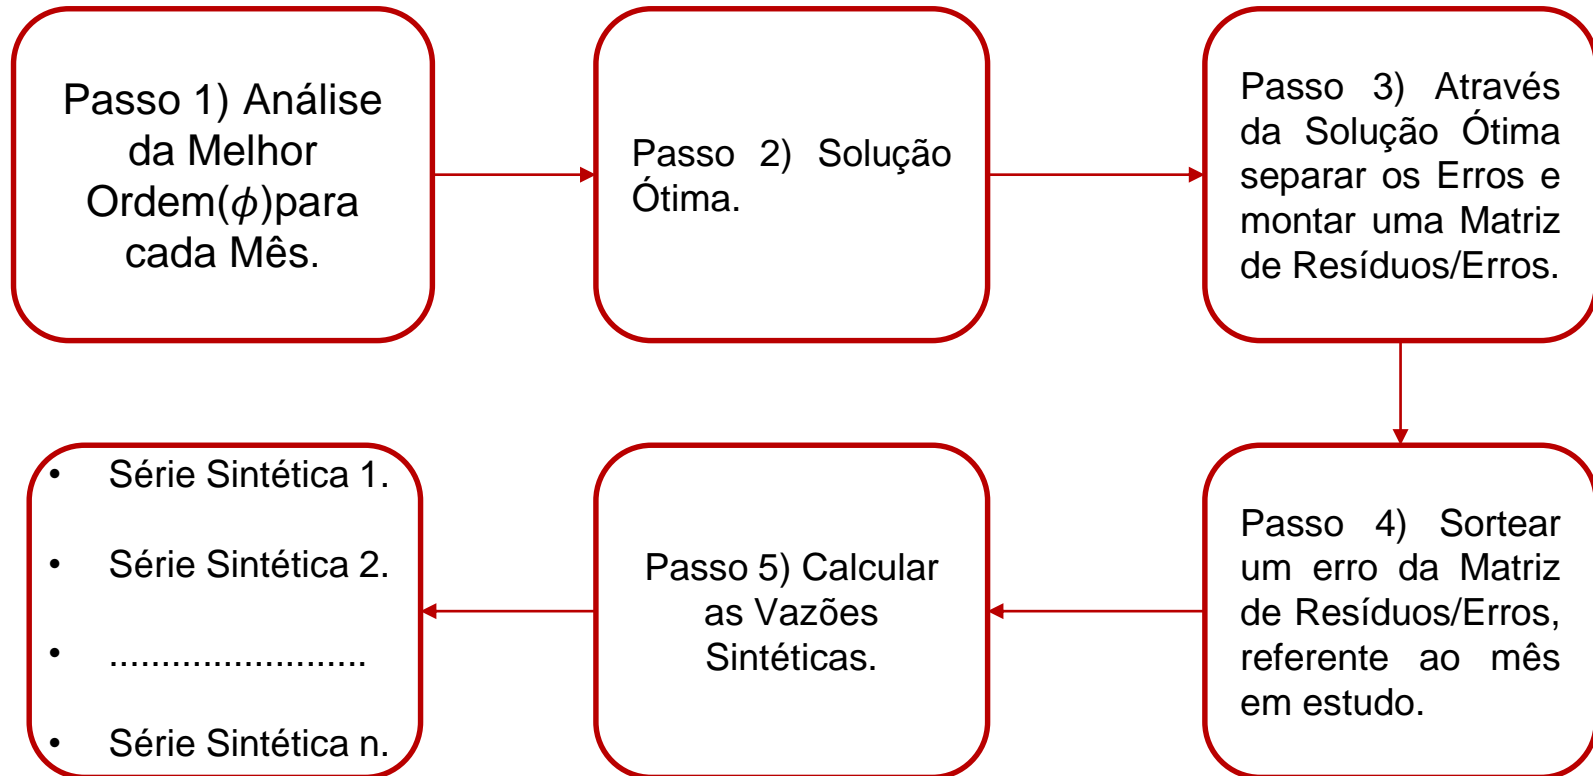 Passo 1) Análise
da Melhor
Ordem(ϕ)para
cada Mês.
Passo 2) Solução
Ótima.
Passo 3) Através
da Solução Ótima
separar os Erros e
montar uma Matriz
de Resíduos/Erros.
Passo 4) Sortear
um erro da Matriz
de Resíduos/Erros,
referente ao mês
em estudo.
Passo 5) Calcular
as Vazões
Sintéticas.
• Série Sintética 1.
• Série Sintética 2.
• .........................
• Série Sintética n.